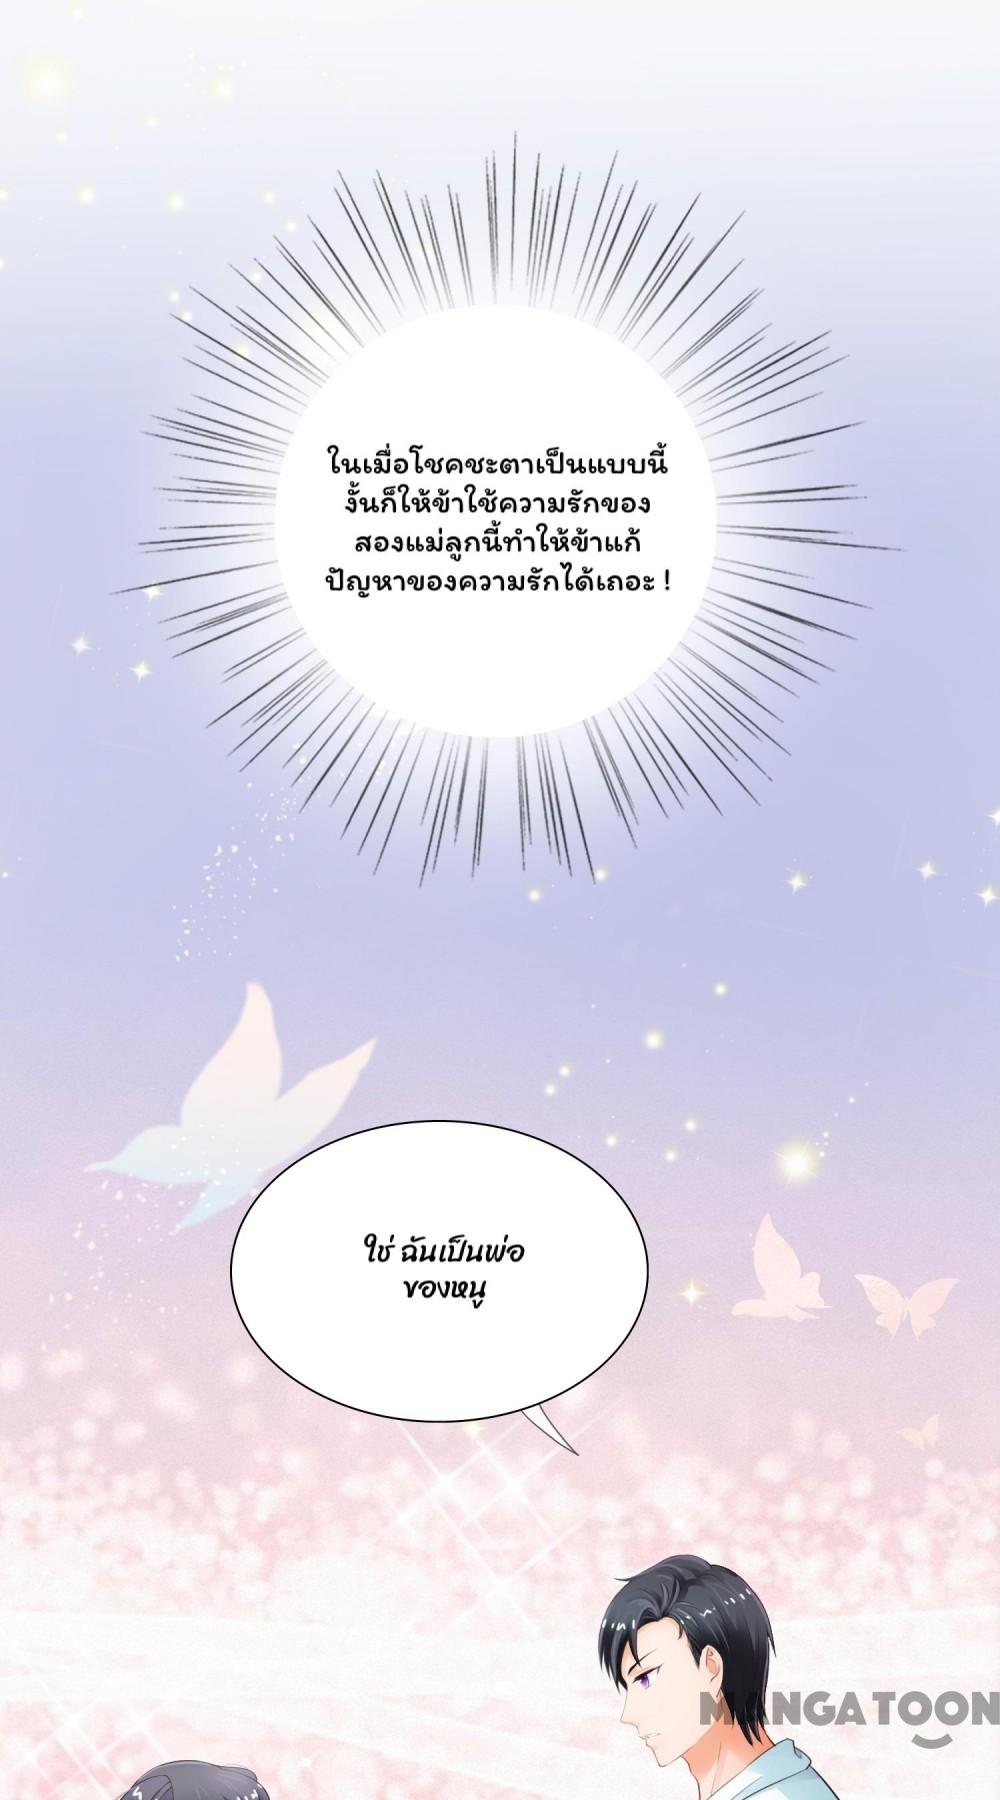 ในเมื่อโชคชะตาเป็นแบบนี้
งั้นก็ให้ข้าใช้ความรักของ
สองแม่ลูกนี้ทำให้ข้าแก้
ปัญหาของความรักได้เถอะ !
ใช่ ฉันเป็นพ่อ
ของหนู
MANGATOON